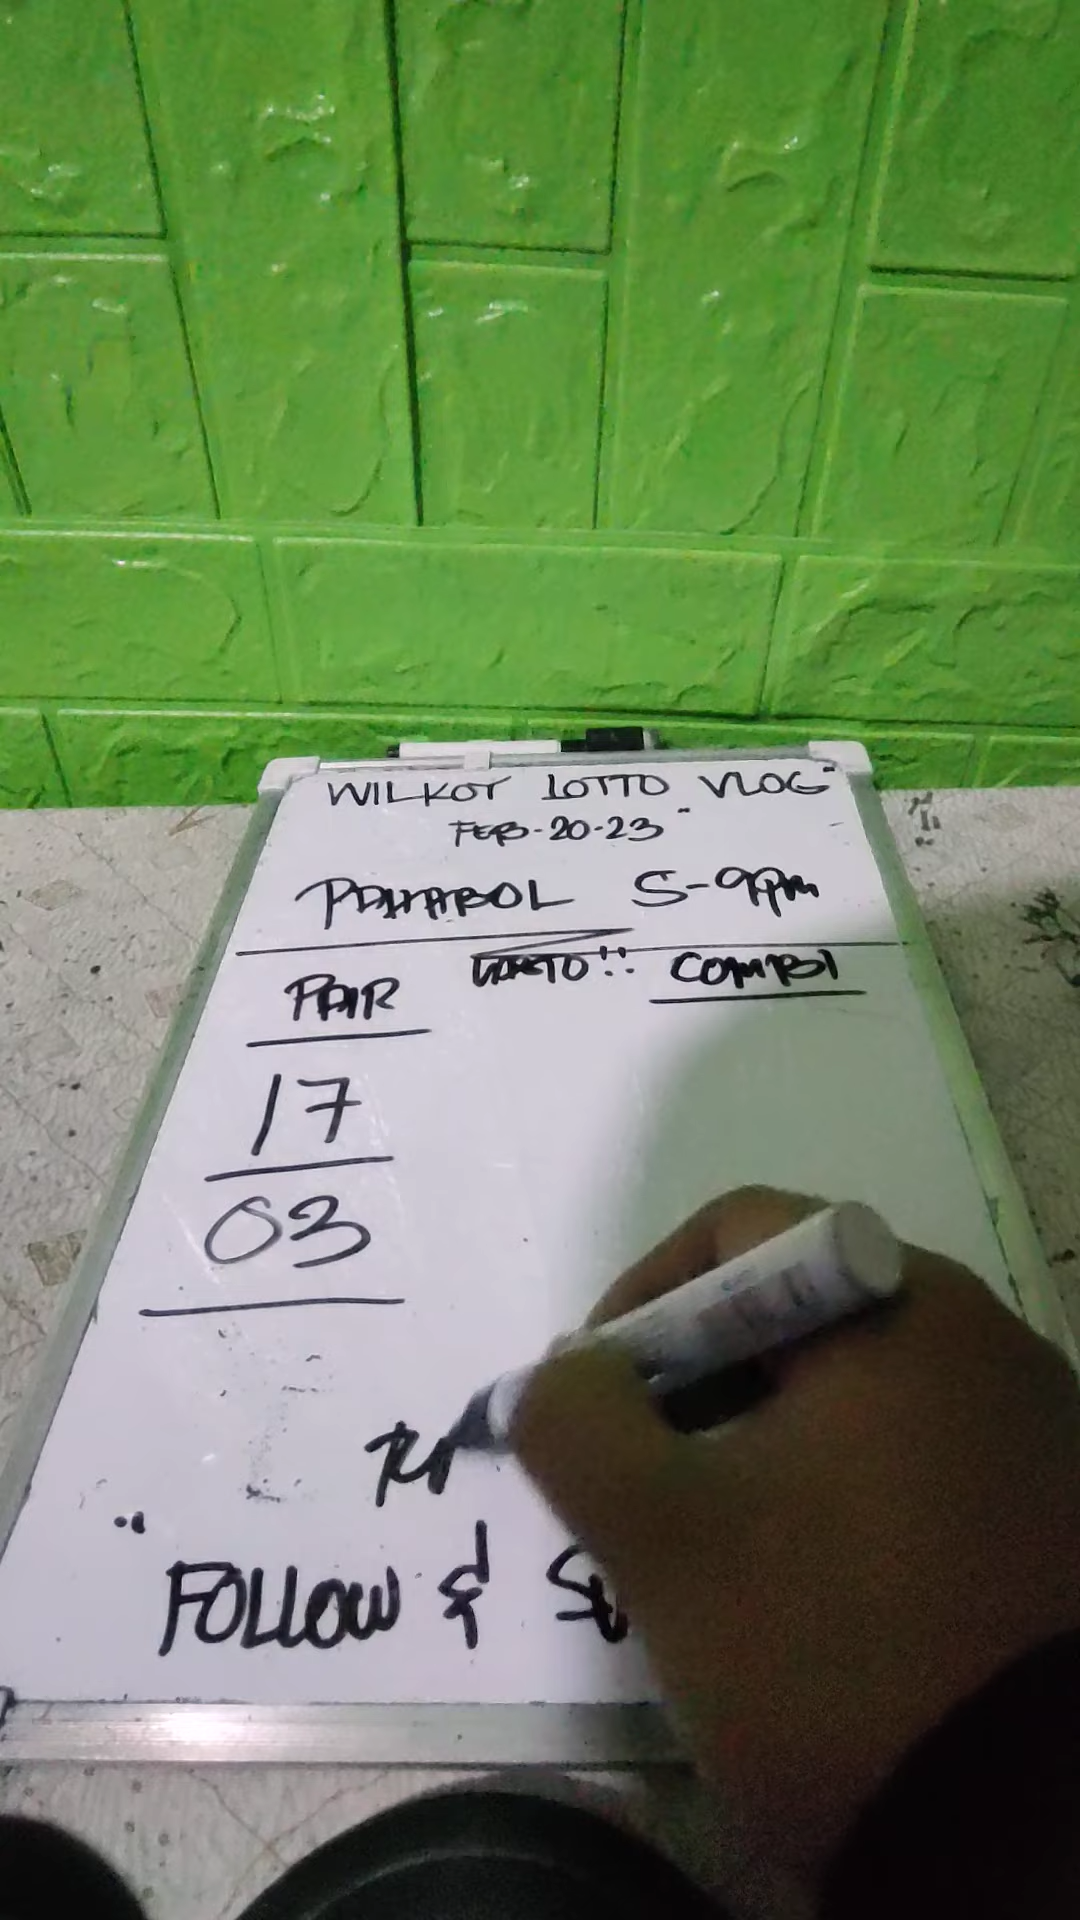 WILKOY LOTTO VLOG"
FEB-20-23"
PAHABOL 5-9pm
PAIR
COMBI
17
03
FOLLOW &